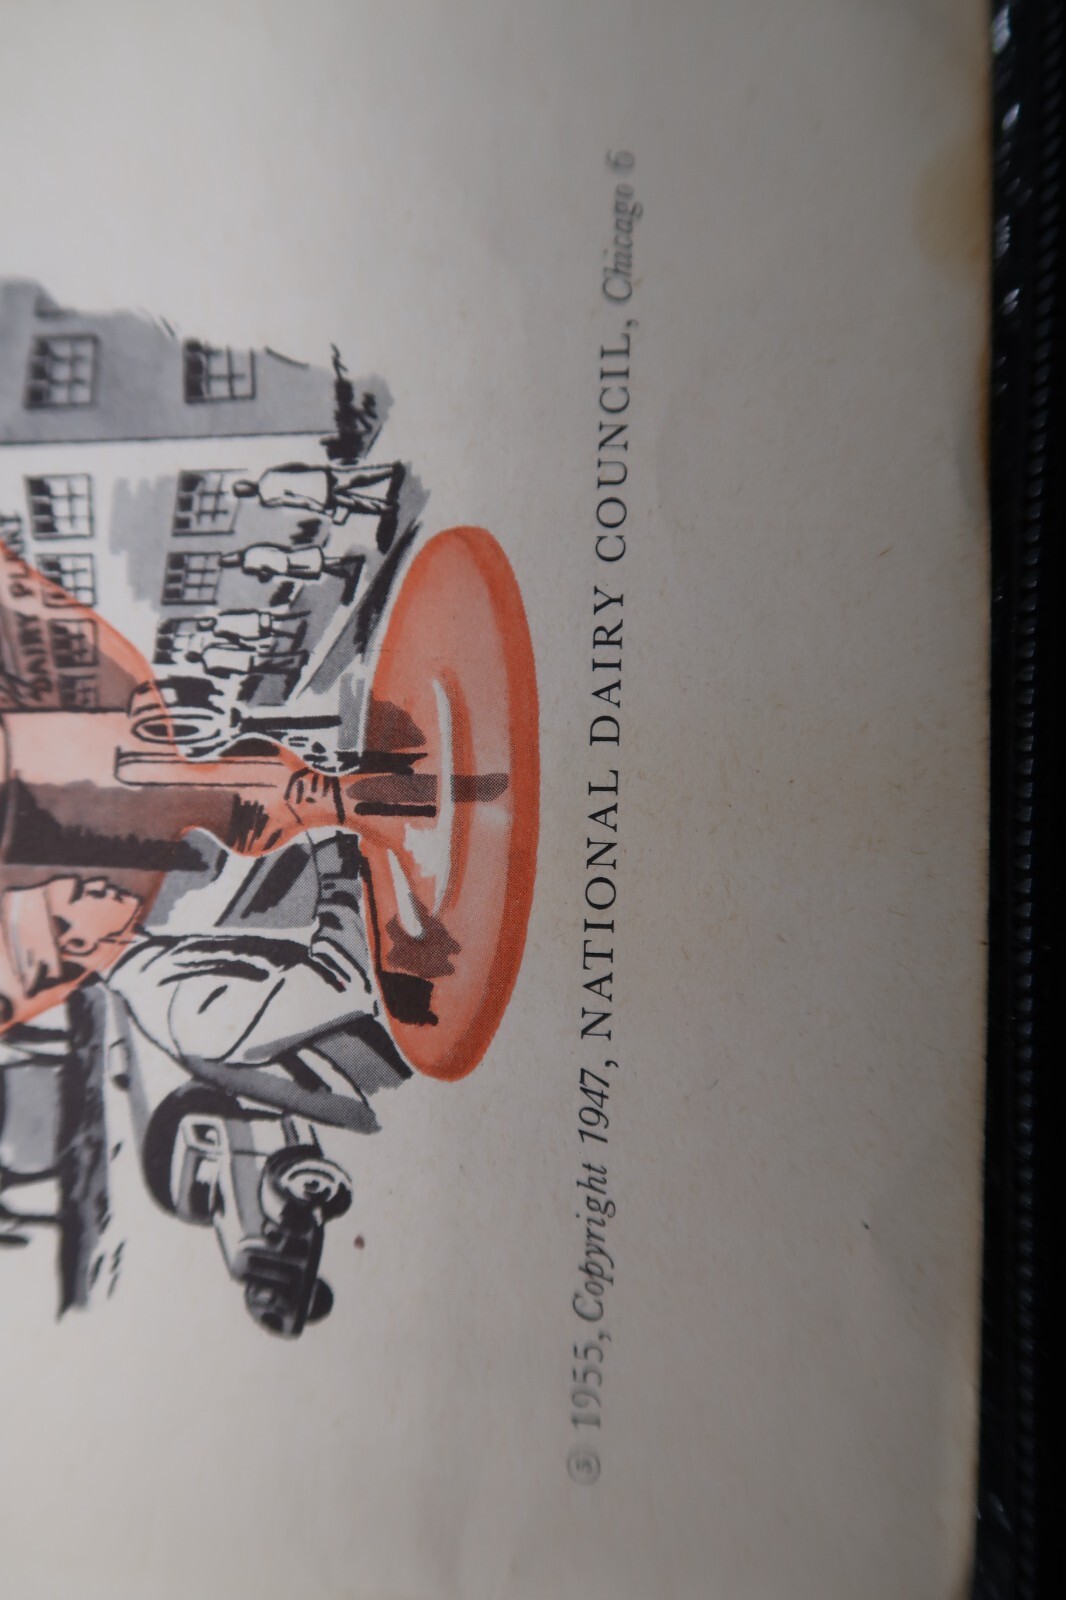 DAIRY PLANT
© 1955, Copyright 1947, NATIONAL DAIRY COUNCIL, Chicago 6